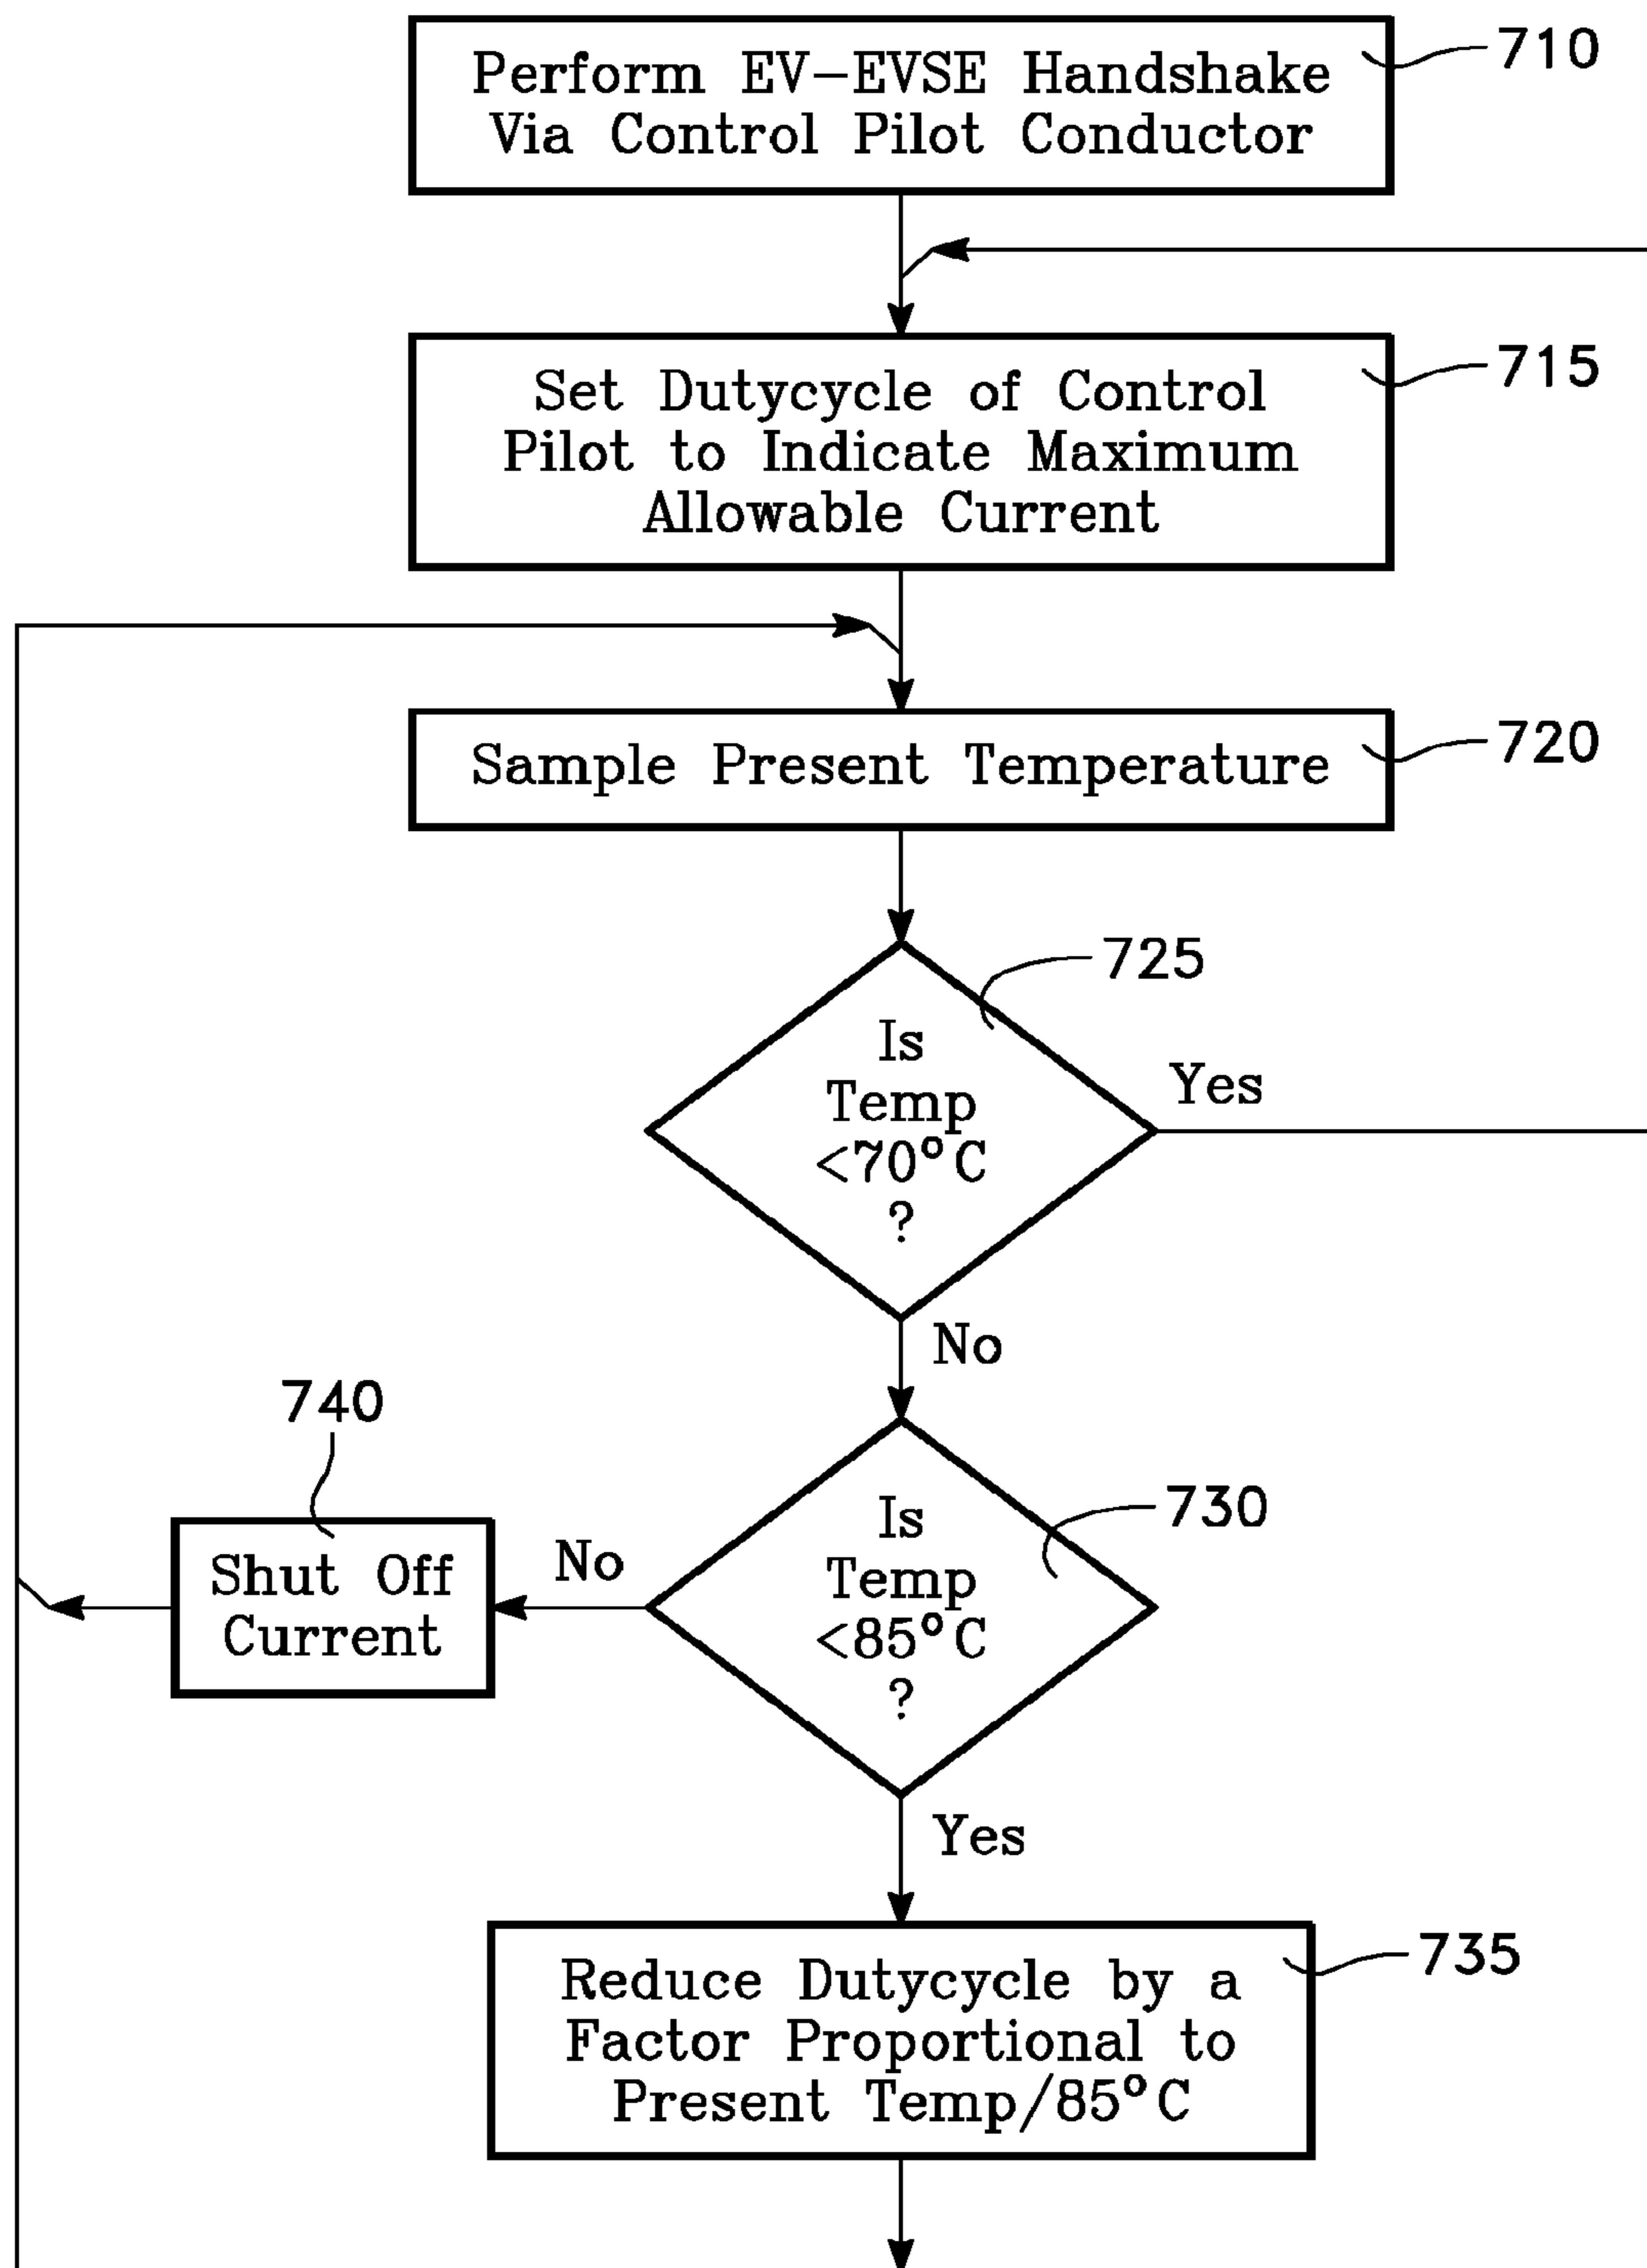 Perform EV-EVSE Handshake
Via Control Pilot Conductor
710
Set Dutycycle of Control
Pilot to Indicate Maximum
Allowable Current
715
Sample Present Temperature
720
725
Is
Temp
<70°C
?
Yes
No
740
Shut Off
Current
No
730
Is
Temp
<85°C
?
Yes
Reduce Dutycycle by a
Factor Proportional to
Present Temp/85°C
735